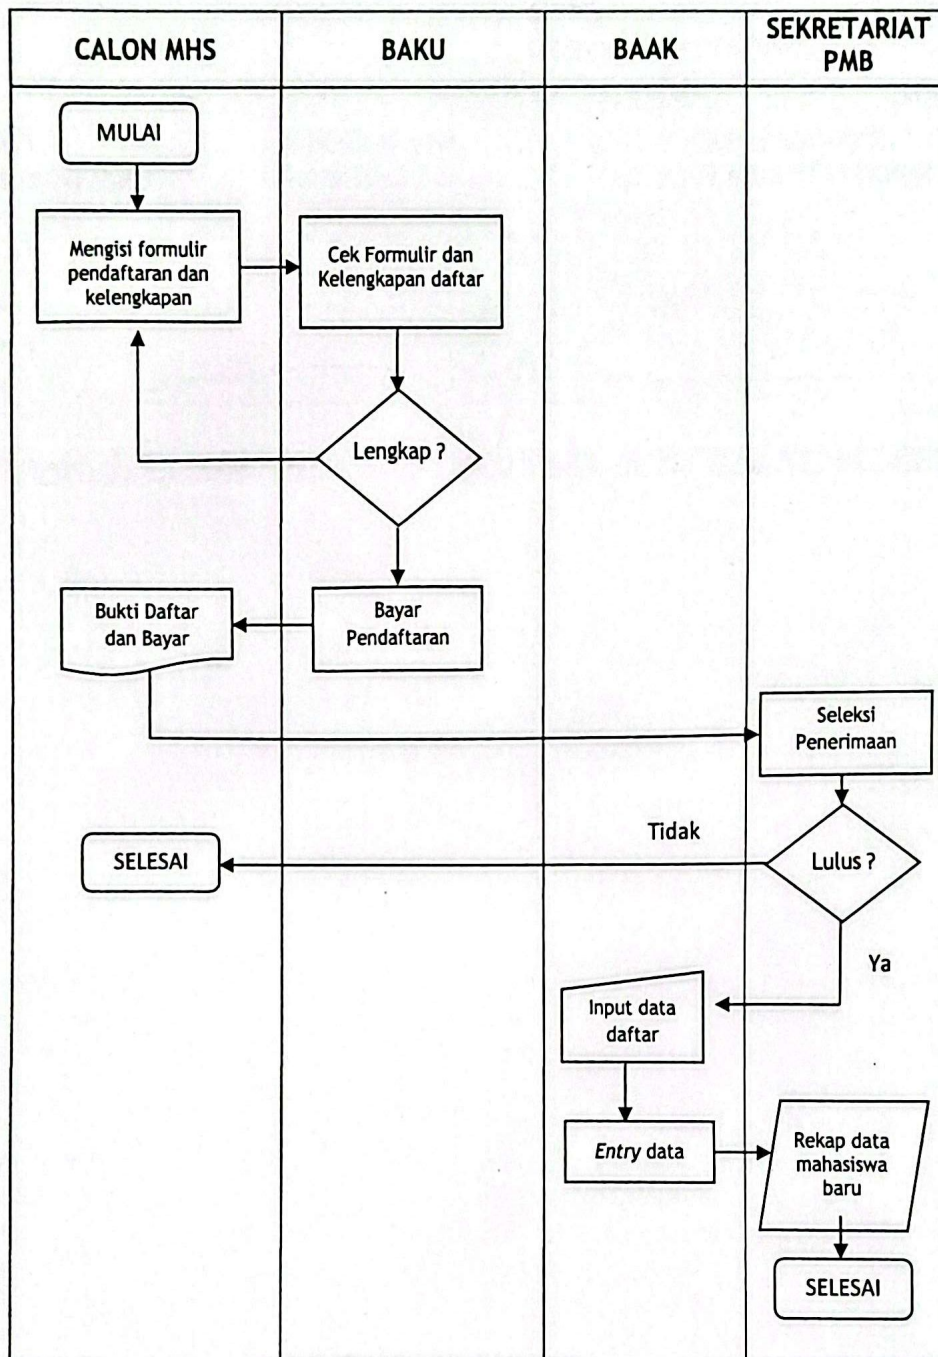 CALON MHS
BAKU
BAAK
SEKRETARIAT
PMB
MULAI
Mengisi formulir
pendaftaran dan
kelengkapan
Cek Formulir dan
Kelengkapan daftar
Lengkap ?
Bukti Daftar
dan Bayar
Bayar
Pendaftaran
Seleksi
Penerimaan
Tidak
SELESAI
Lulus ?
Ya
Input data
daftar
Entry data
Rekap data
mahasiswa
baru
SELESAI